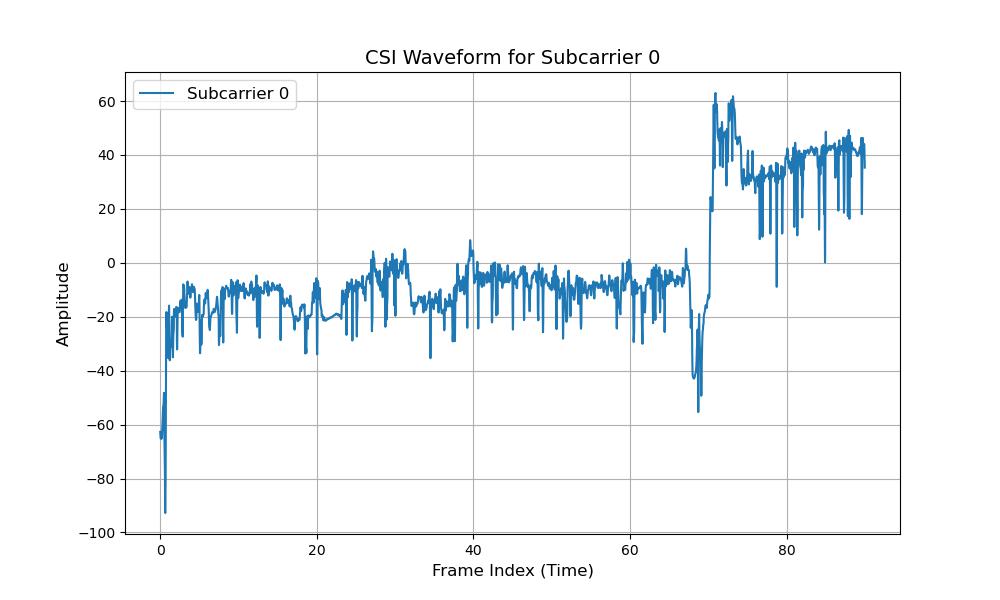 CSI Waveform for Subcarrier 0
Subcarrier 0
60
40
20
0
−20
−40
−60
−80
−100
Amplitude
0 20 40 60 80
Frame Index (Time)